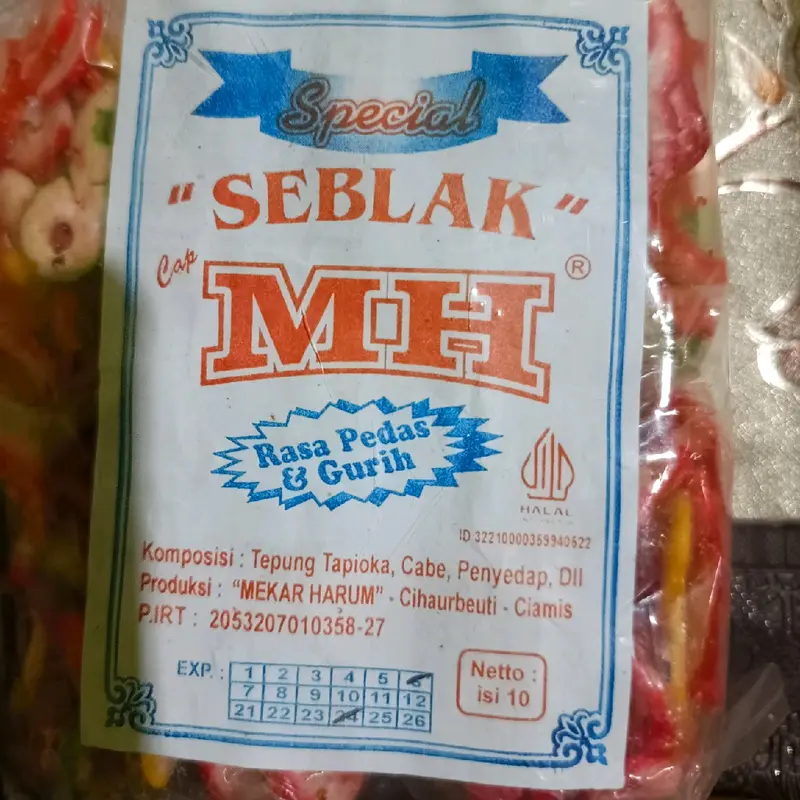 Special
"SEBLAK"
Cap
MH ®
Rasa Pedas
& Gurih
HALAL
ID 32210000359940522
Komposisi : Tepung Tapioka, Cabe, Penyedap, Dll
Produksi : "MEKAR HARUM" - Cihaurbeuti - Ciamis
P.IRT : 2053207010358-27
EXP. : 1 2 3 4 5 6
7 8 9 10 11 12
21 22 23 24 25 26
Netto :
isi 10